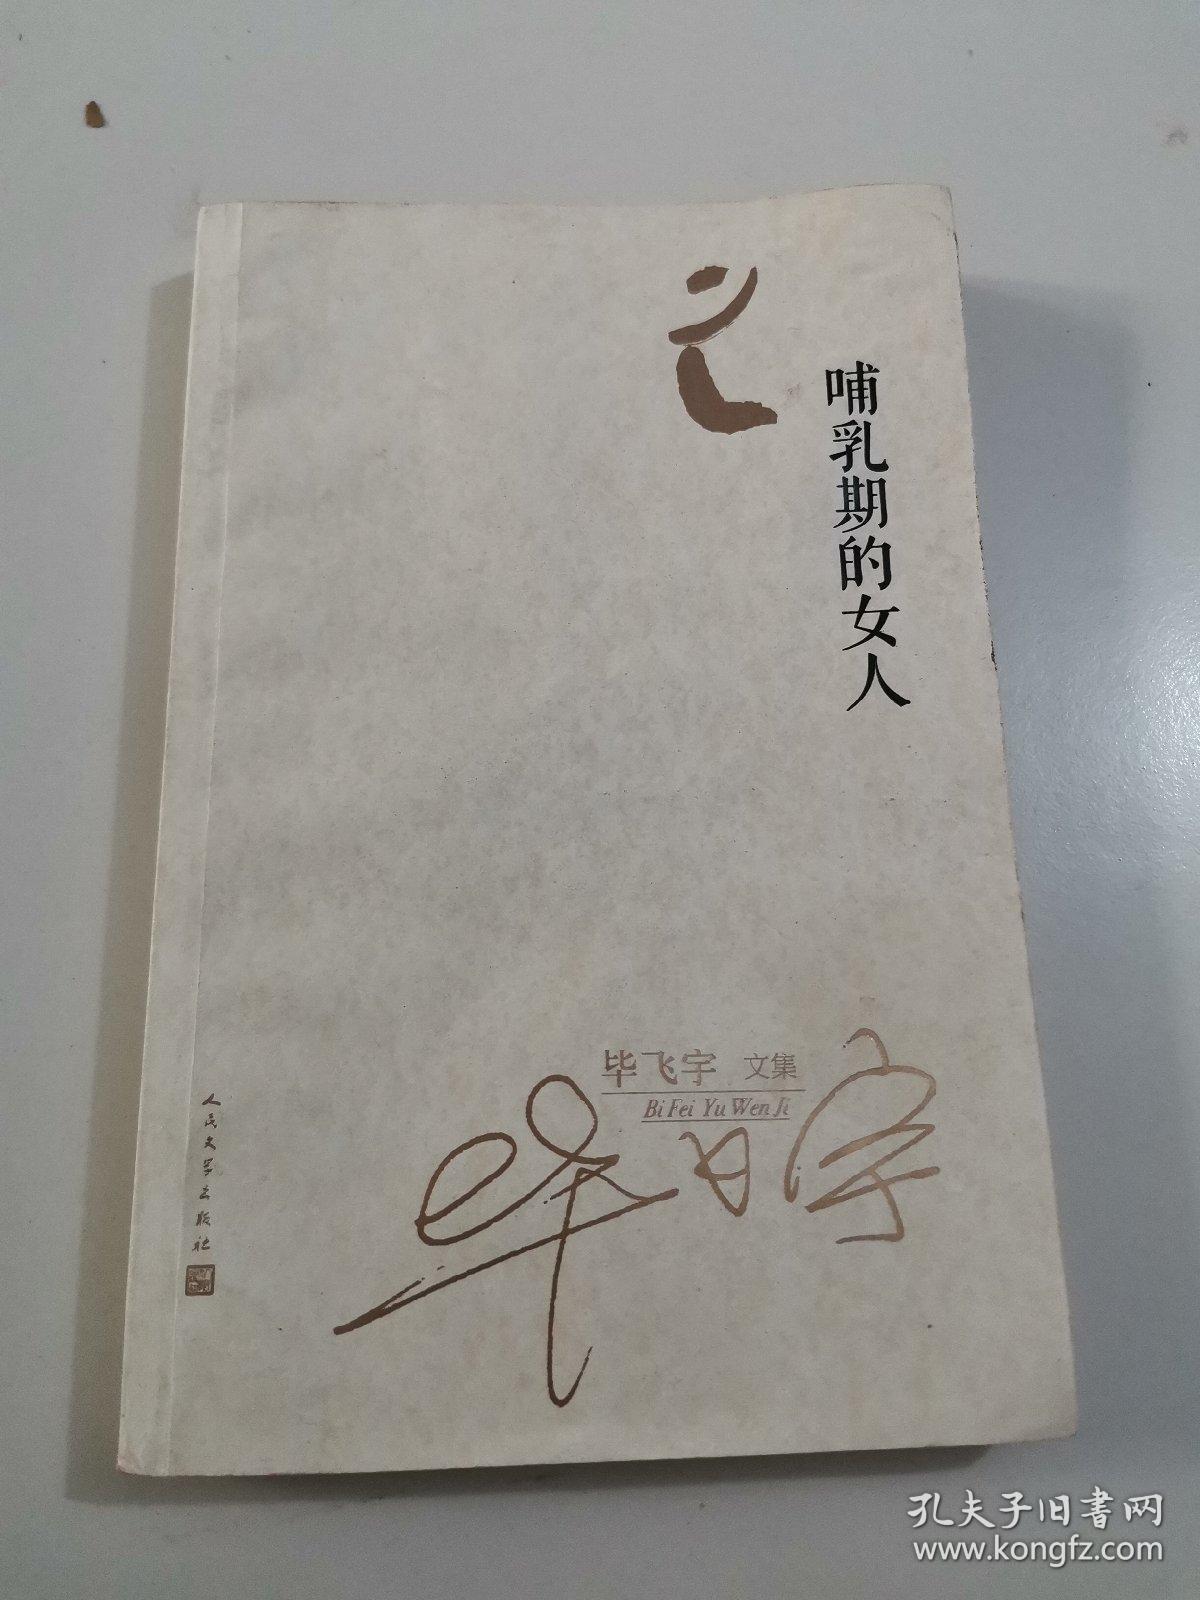 哺乳期的女人
毕飞宇 文集
Bi Fei Yu Wen Ji
人民文学出版社
孔夫子旧书网
www.kongfz.com